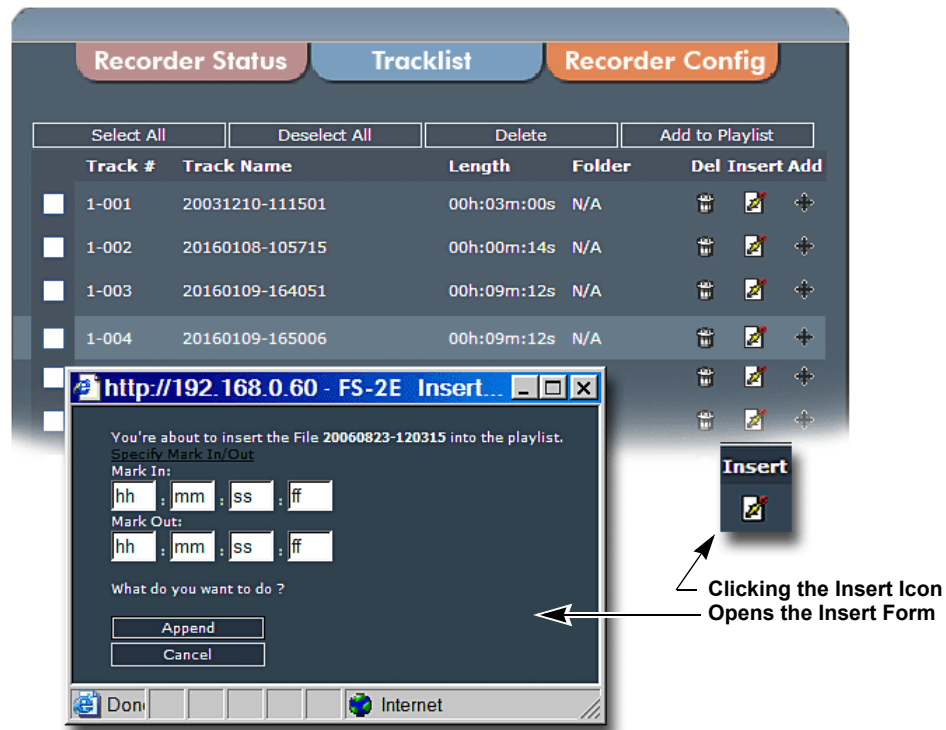 Recorder Status Tracklist Recorder Config
Select All Deselect All Delete Add to Playlist
Track # Track Name Length Folder Del Insert Add
1-001 20031210-111501 00h:03m:00s N/A
1-002 20160108-105715 00h:00m:14s N/A
1-003 20160109-164051 00h:09m:12s N/A
1-004 20160109-165006 00h:09m:12s N/A
http://192.168.0.60 - FS-2E Insert...
You're about to insert the File 20060823-120315 into the playlist.
Specify Mark In/Out
Mark In:
hh : mm : ss : ff
Mark Out:
hh : mm : ss : ff
What do you want to do ?
Append
Cancel
Internet
Insert
Clicking the Insert Icon
Opens the Insert Form